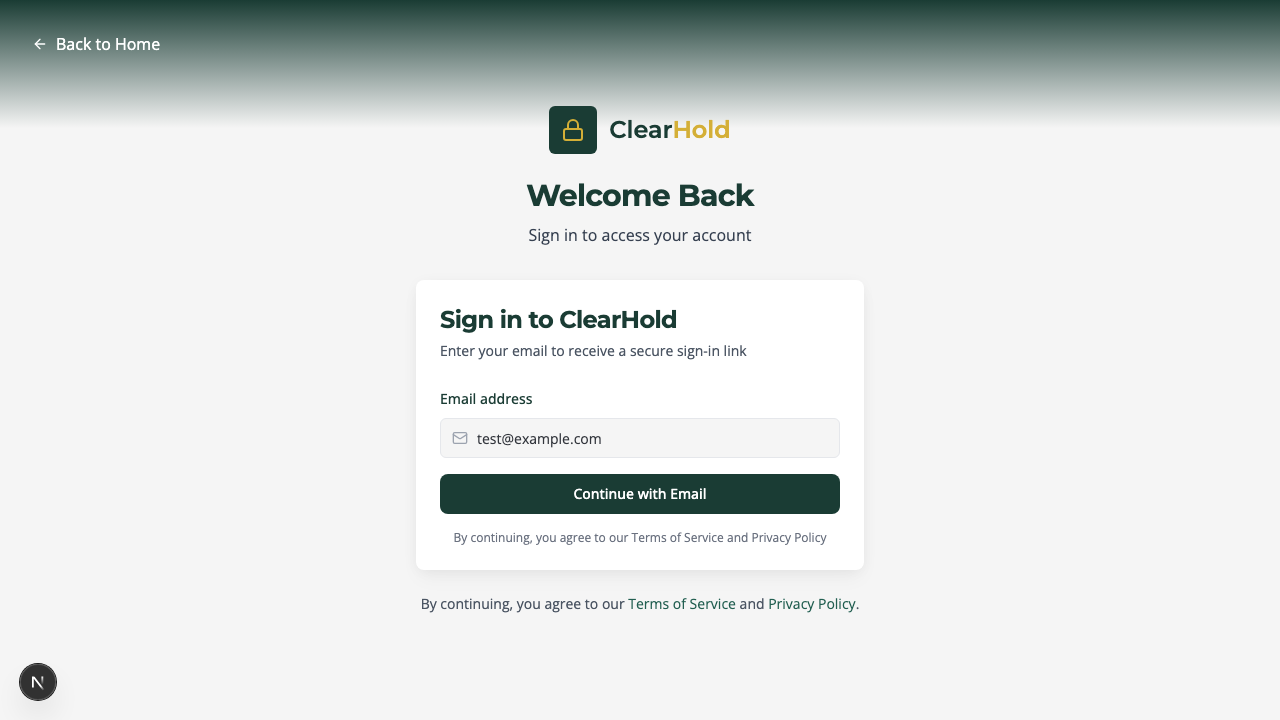 Back to Home
ClearHold
Welcome Back
Sign in to access your account
Sign in to ClearHold
Enter your email to receive a secure sign-in link
Email address
test@example.com
Continue with Email
By continuing, you agree to our Terms of Service and Privacy Policy
By continuing, you agree to our Terms of Service and Privacy Policy.
N